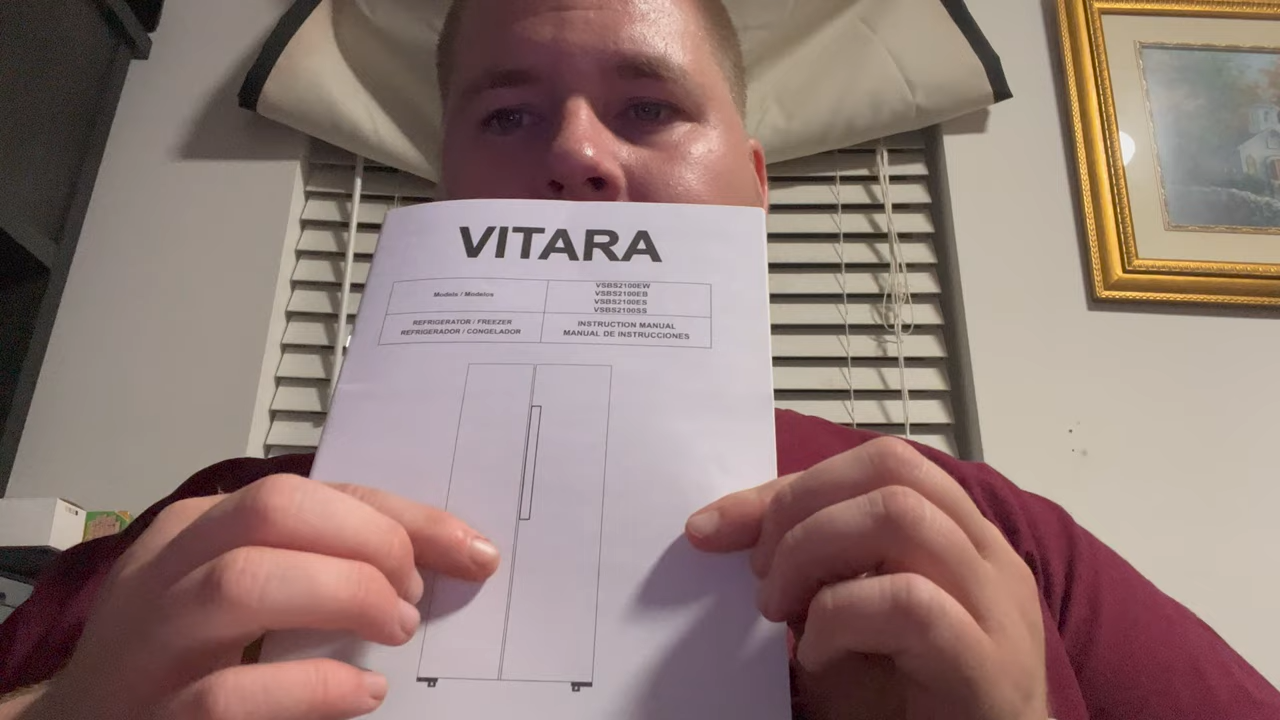 VITARA
Models / Modelos
VSBS2100EW
VSBS2100EB
VSBS2100ES
VSBS2100SS
REFRIGERATOR / FREEZER
REFRIGERADOR / CONGELADOR
INSTRUCTION MANUAL
MANUAL DE INSTRUCCIONES